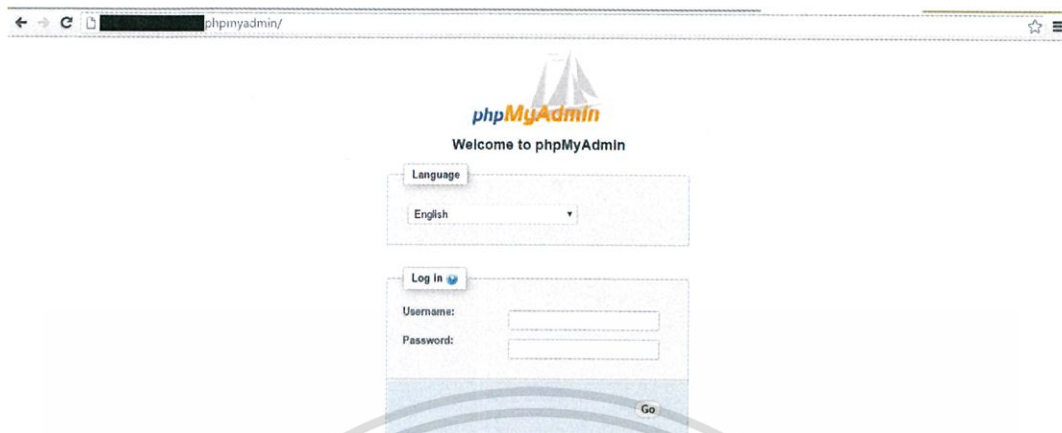 phpmyadmin/
phpMyAdmin
Welcome to phpMyAdmin
Language
English
Log in
Username:
Password:
Go